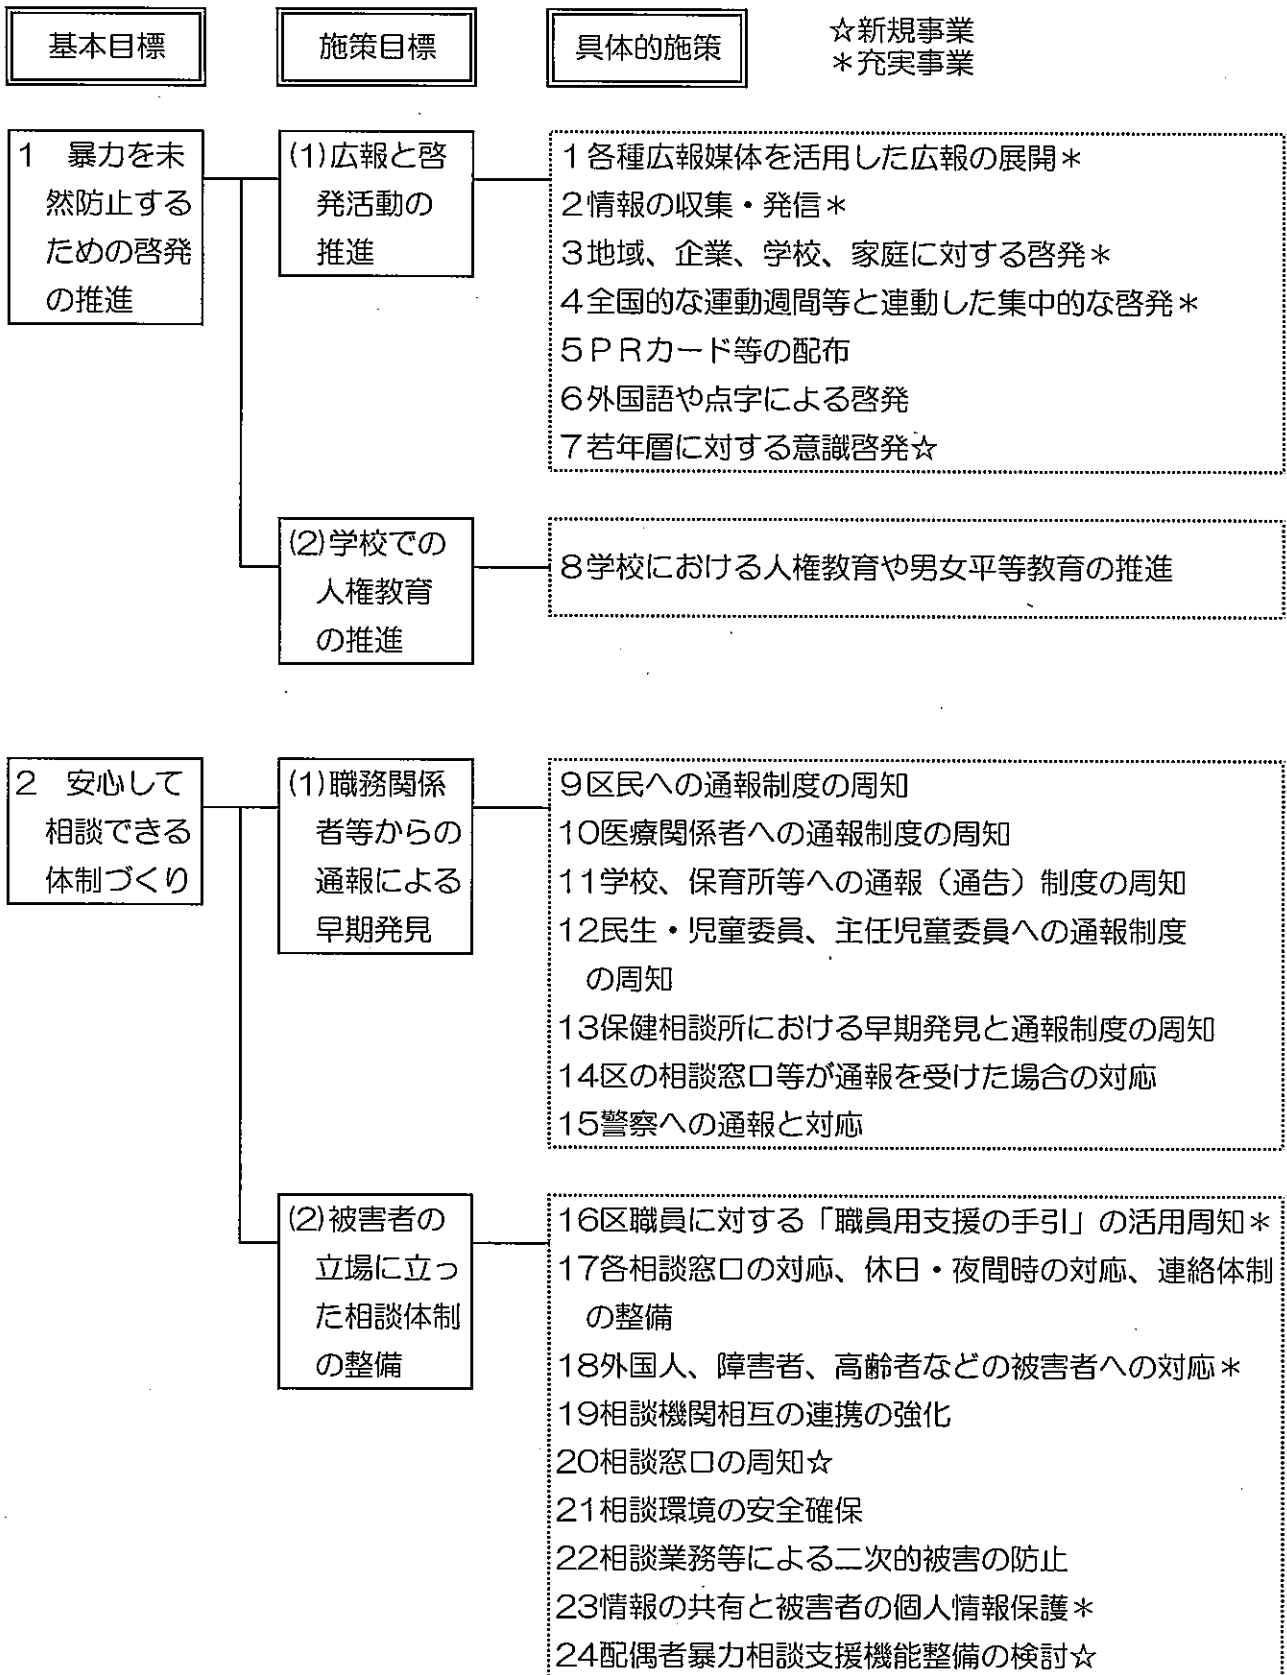 基本目標
施策目標
具体的施策
☆新規事業
＊充実事業
1　暴力を未
然防止する
ための啓発
の推進
(1)広報と啓
発活動の
推進
1各種広報媒体を活用した広報の展開＊
2情報の収集・発信＊
3地域、企業、学校、家庭に対する啓発＊
4全国的な運動週間等と連動した集中的な啓発＊
5ＰＲカード等の配布
6外国語や点字による啓発
7若年層に対する意識啓発☆
(2)学校での
人権教育
の推進
8学校における人権教育や男女平等教育の推進
2　安心して
相談できる
体制づくり
(1)職務関係
者等からの
通報による
早期発見
9区民への通報制度の周知
10医療関係者への通報制度の周知
11学校、保育所等への通報（通告）制度の周知
12民生・児童委員、主任児童委員への通報制度
の周知
13保健相談所における早期発見と通報制度の周知
14区の相談窓口等が通報を受けた場合の対応
15警察への通報と対応
(2)被害者の
立場に立っ
た相談体制
の整備
16区職員に対する「職員用支援の手引」の活用周知＊
17各相談窓口の対応、休日・夜間時の対応、連絡体制
の整備
18外国人、障害者、高齢者などの被害者への対応＊
19相談機関相互の連携の強化
20相談窓口の周知☆
21相談環境の安全確保
22相談業務等による二次的被害の防止
23情報の共有と被害者の個人情報保護＊
24配偶者暴力相談支援機能整備の検討☆